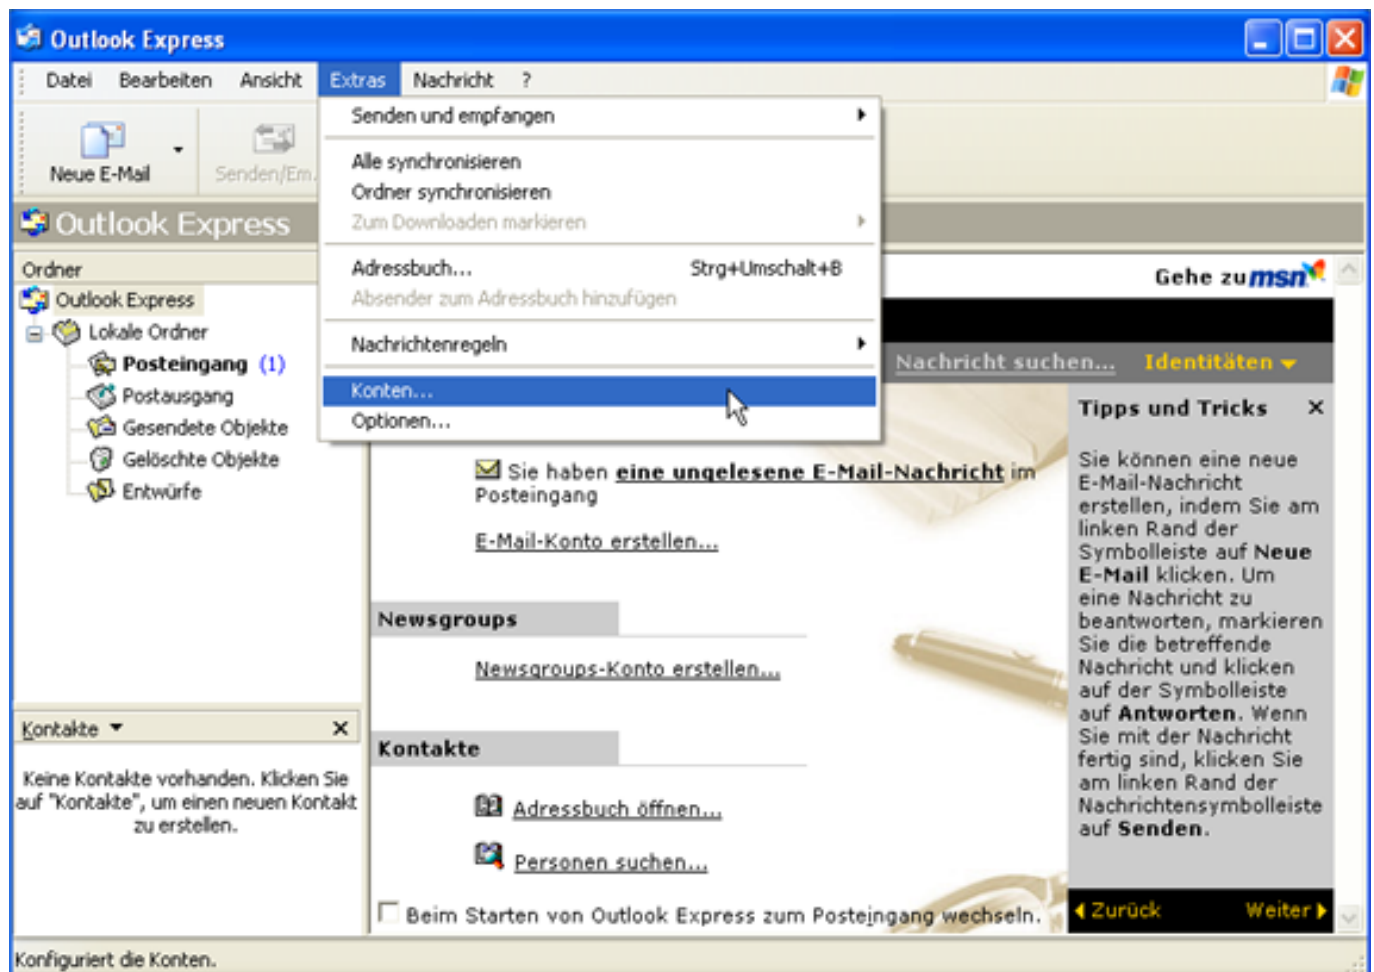 Outlook Express
Datei Bearbeiten Ansicht Extras Nachricht ?
Neue E-Mail
Senden/Em.
Senden und empfangen
Alle synchronisieren
Ordner synchronisieren
Zum Downloaden markieren
Adressbuch... Strg+Umschalt+B
Absender zum Adressbuch hinzufügen
Nachrichtenregeln
Konten...
Optionen...
Outlook Express
Ordner
Outlook Express
Lokale Ordner
Posteingang (1)
Postausgang
Gesendete Objekte
Gelöschte Objekte
Entwürfe
Kontakte
Keine Kontakte vorhanden. Klicken Sie
auf "Kontakte", um einen neuen Kontakt
zu erstellen.
Gehe zu msn
Nachricht suchen... Identitäten
Sie haben eine ungelesene E-Mail-Nachricht im
Posteingang
E-Mail-Konto erstellen...
Newsgroups
Newsgroups-Konto erstellen...
Kontakte
Adressbuch öffnen...
Personen suchen...
Beim Starten von Outlook Express zum Posteingang wechseln.
Tipps und Tricks
Sie können eine neue
E-Mail-Nachricht
erstellen, indem Sie am
linken Rand der
Symbolleiste auf Neue
E-Mail klicken. Um
eine Nachricht zu
beantworten, markieren
Sie die betreffende
Nachricht und klicken
auf der Symbolleiste
auf Antworten. Wenn
Sie mit der Nachricht
fertig sind, klicken Sie
am linken Rand der
Nachrichtensymbolleiste
auf Senden.
Zurück Weiter
Konfiguriert die Konten.